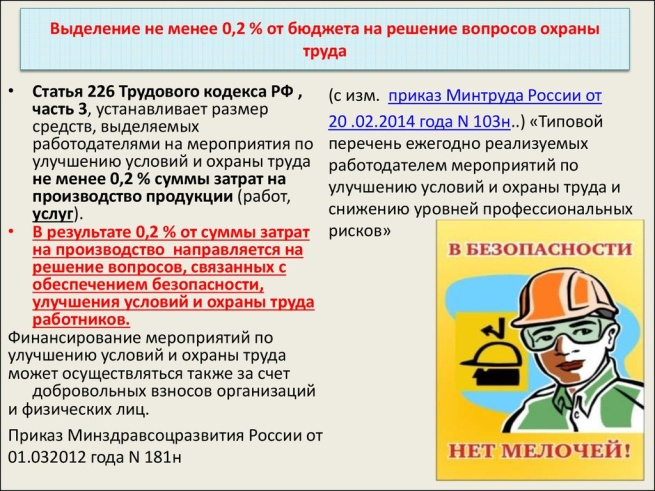 Выделение не менее 0,2 % от бюджета на решение вопросов охраны
труда
• Статья 226 Трудового кодекса РФ ,
часть 3, устанавливает размер
средств, выделяемых
работодателями на мероприятия по
улучшению условий и охраны труда
не менее 0,2 % суммы затрат на
производство продукции (работ,
услуг).
• В результате 0,2 % от суммы затрат
на производство направляется на
решение вопросов, связанных с
обеспечением безопасности,
улучшения условий и охраны труда
работников.
Финансирование мероприятий по
улучшению условий и охраны труда
может осуществляться также за счет
добровольных взносов организаций
и физических лиц.
Приказ Минздравсоцразвития России от
01.032012 года N 181н
(с изм. приказ Минтруда России от
20 .02.2014 года N 103н..) «Типовой
перечень ежегодно реализуемых
работодателем мероприятий по
улучшению условий и охраны труда и
снижению уровней профессиональных
рисков»
В БЕЗОПАСНОСТИ
НЕТ МЕЛОЧЕЙ!